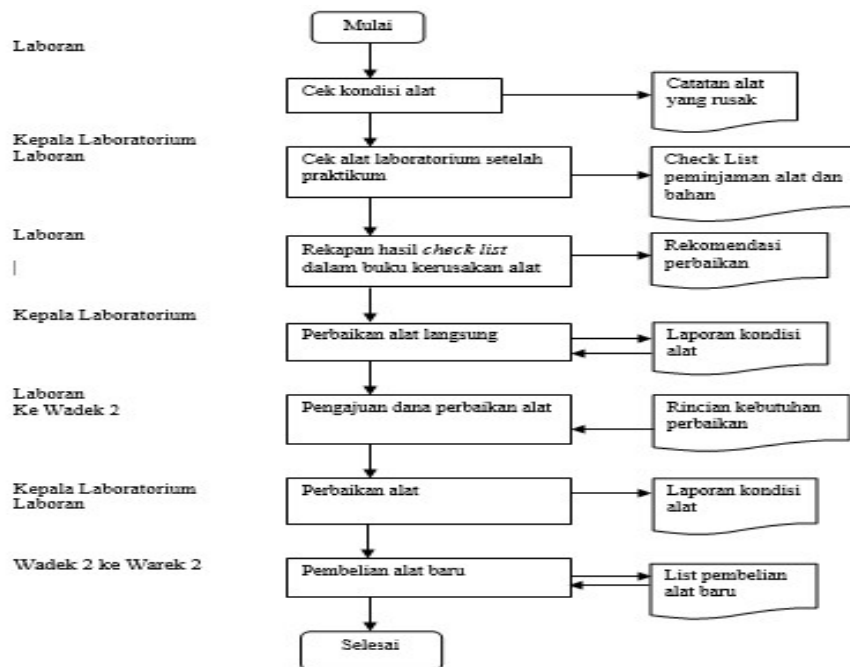 Mulai
Laboran
Cek kondisi alat
Catatan alat
yang rusak
Kepala Laboratorium
Laboran
Cek alat laboratorium setelah
praktikum
Check List
peminjaman alat dan
bahan
Laboran
Rekapan hasil check list
dalam buku kerusakan alat
Rekomendasi
perbaikan
Kepala Laboratorium
Perbaikan alat langsung
Laporan kondisi
alat
Laboran
Ke Wadek 2
Pengajuan dana perbaikan alat
Rincian kebutuhan
perbaikan
Kepala Laboratorium
Laboran
Perbaikan alat
Laporan kondisi
alat
Wadek 2 ke Warek 2
Pembelian alat baru
List pembelian
alat baru
Selesai